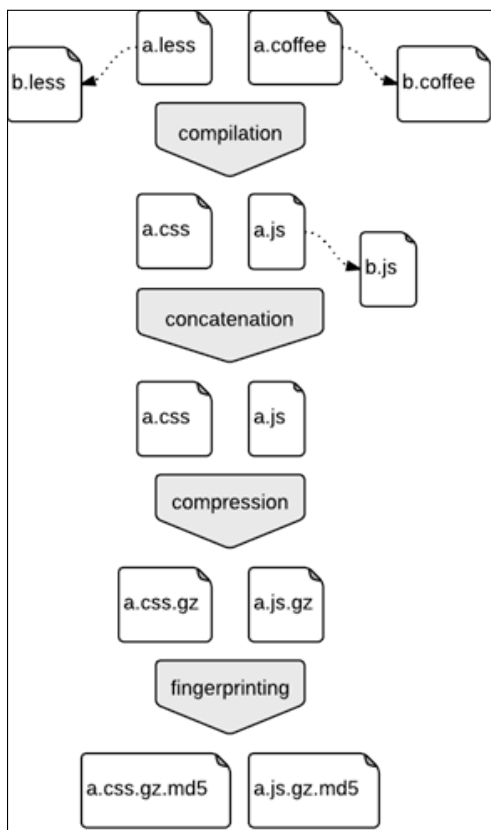 a.less
a.coffee
b.less
b.coffee
compilation
a.css
a.js
b.js
concatenation
a.css
a.js
compression
a.css.gz
a.js.gz
fingerprinting
a.css.gz.md5
a.js.gz.md5